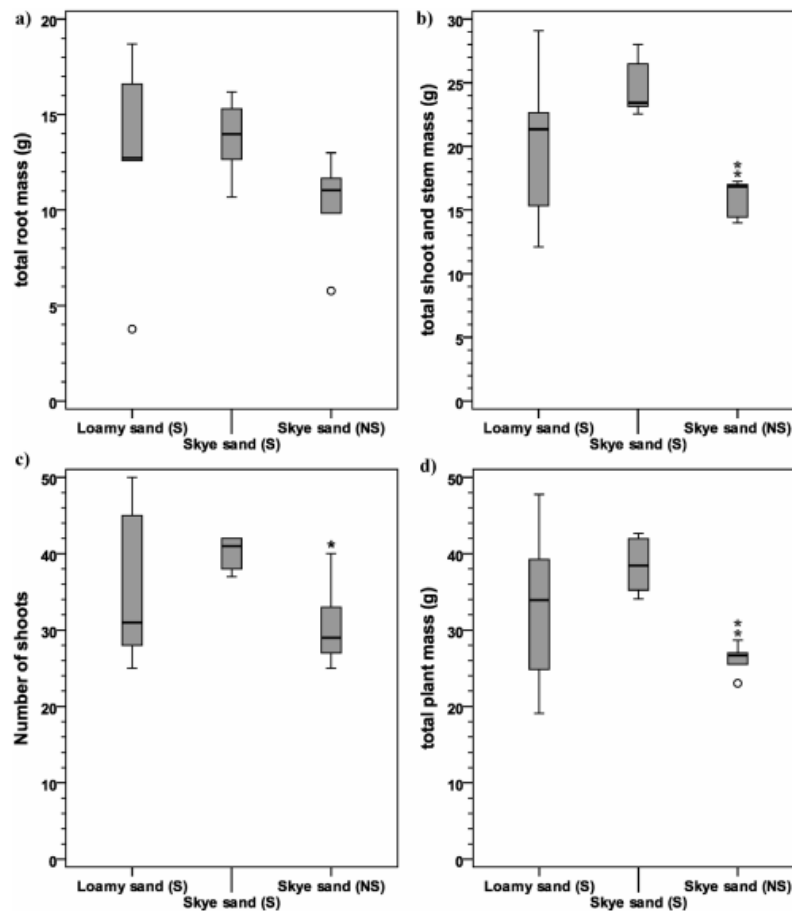 a)
total root mass (g)
20
15
10
5
0
Loamy sand (S)
Skye sand (S)
Skye sand (NS)
b)
total shoot and stem mass (g)
30
25
20
15
10
5
0
**
Loamy sand (S)
Skye sand (S)
Skye sand (NS)
c)
Number of shoots
50
40
30
20
10
0
*
Loamy sand (S)
Skye sand (S)
Skye sand (NS)
d)
total plant mass (g)
50
40
30
20
10
0
**
Loamy sand (S)
Skye sand (S)
Skye sand (NS)